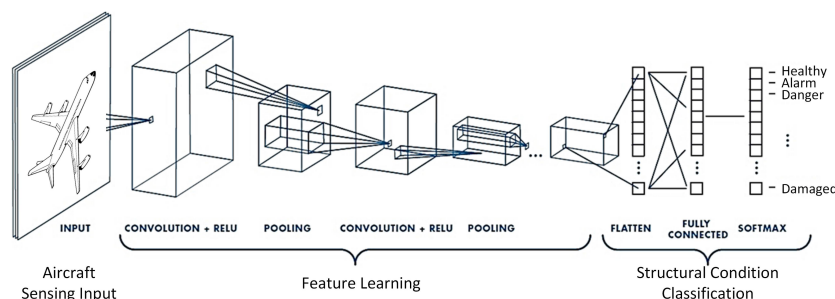 Healthy
Alarm
Danger
Damaged
INPUT
CONVOLUTION + RELU
POOLING
CONVOLUTION + RELU
POOLING
FLATTEN
FULLY
CONNECTED
SOFTMAX
Aircraft
Sensing Input
Feature Learning
Structural Condition
Classification